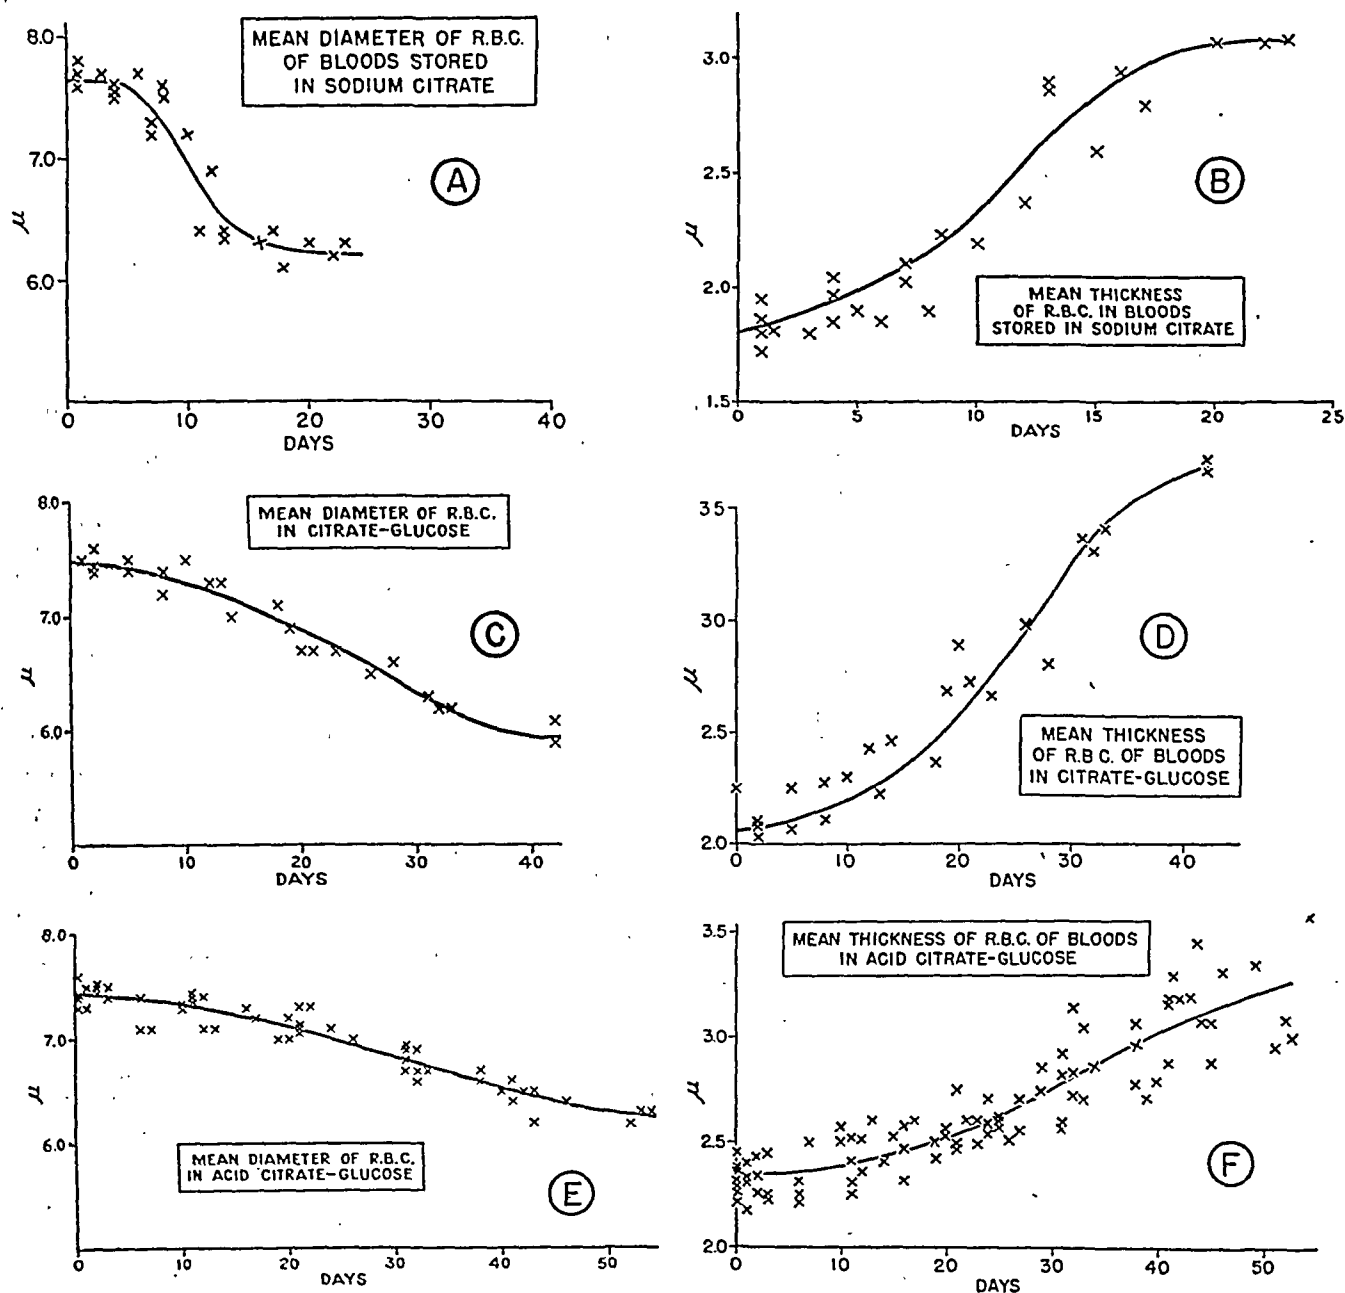 8.0
7.0
6.0
μ
MEAN DIAMETER OF R.B.C.
OF BLOODS STORED
IN SODIUM CITRATE
A
0 10 20 30 40
DAYS
3.0
2.5
2.0
1.5
μ
B
MEAN THICKNESS
OF R.B.C. IN BLOODS
STORED IN SODIUM CITRATE
0 5 10 15 20 25
DAYS
8.0
7.0
6.0
μ
MEAN DIAMETER OF R.B.C.
IN CITRATE-GLUCOSE
C
0 10 20 30 40
DAYS
3 5
30
2.5
2.0
μ
D
MEAN THICKNESS
OF R.B C. OF BLOODS
IN CITRATE-GLUCOSE
0 10 20 30 40
DAYS
8.0
7.0
6.0
μ
MEAN DIAMETER OF R.B.C.
IN ACID CITRATE-GLUCOSE
E
0 10 20 30 40 50
DAYS
3.5
3.0
2.5
2.0
μ
MEAN THICKNESS OF R.B.C. OF BLOODS
IN ACID CITRATE-GLUCOSE
F
0 10 20 30 40 50
DAYS